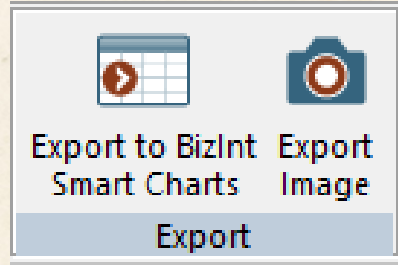 Export to BizInt
Smart Charts
Export
Image
Export